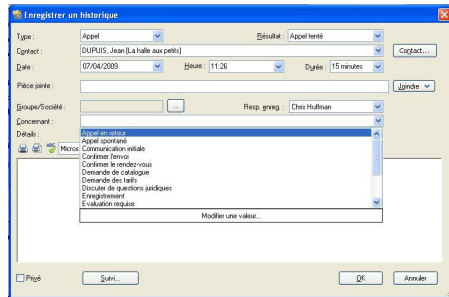 Enregistrer un historique
Type : Appel Résultat : Appel tenté
Contact : DUPUIS, Jean (La halle aux petits) Contact...
Date : 07/04/2009 Heure : 11:26 Durée : 15 minutes
Pièce jointe : Joindre
Groupe/Société : ... Resp. enreg. : Chris Huffman
Concernant :
Détails :
Appel en retour
Appel spontané
Communication initiale
Micros
Confirmer l'envoi
Confirmer le rendez-vous
Demande de catalogue
Demande des tarifs
Discuter de questions juridiques
Enregistrement
Evaluation requise
Modifier une valeur...
Privé Suivi... OK Annuler